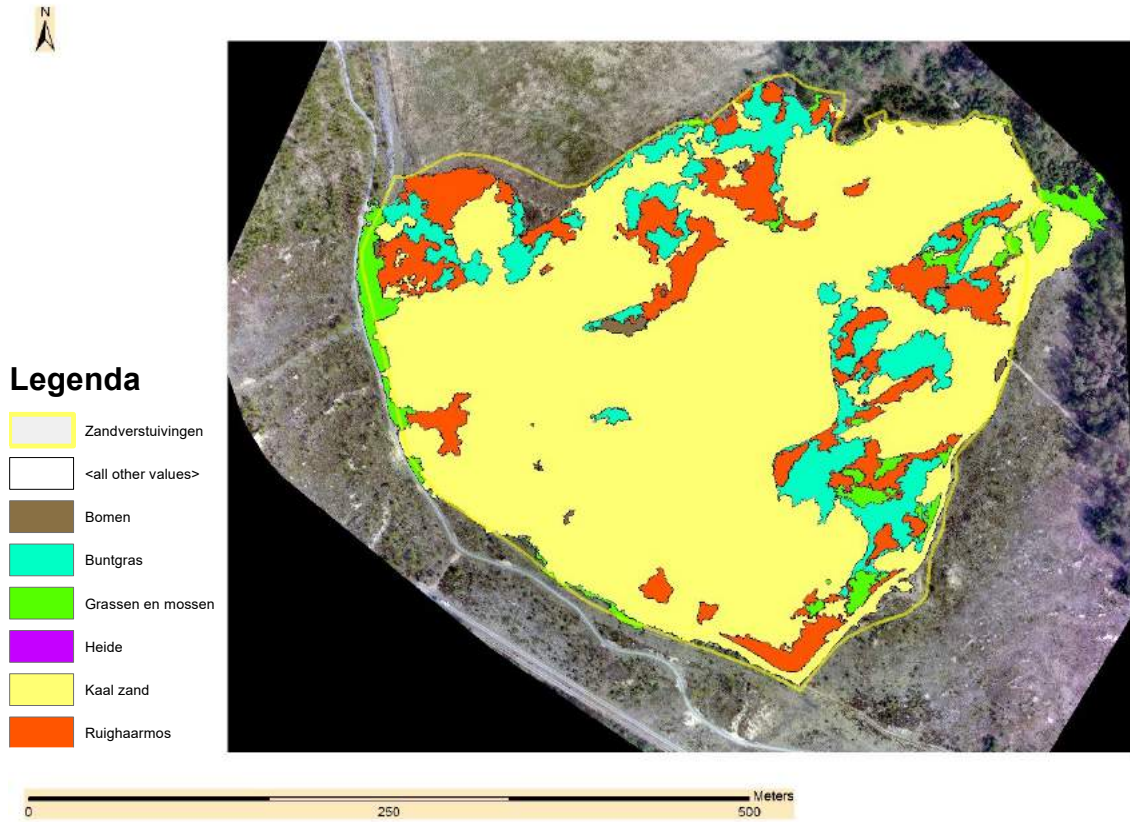 N
Legenda
Zandverstuivingen
<all other values>
Bomen
Buntgras
Grassen en mossen
Heide
Kaal zand
Ruighaarmos
Meters
0 250 500